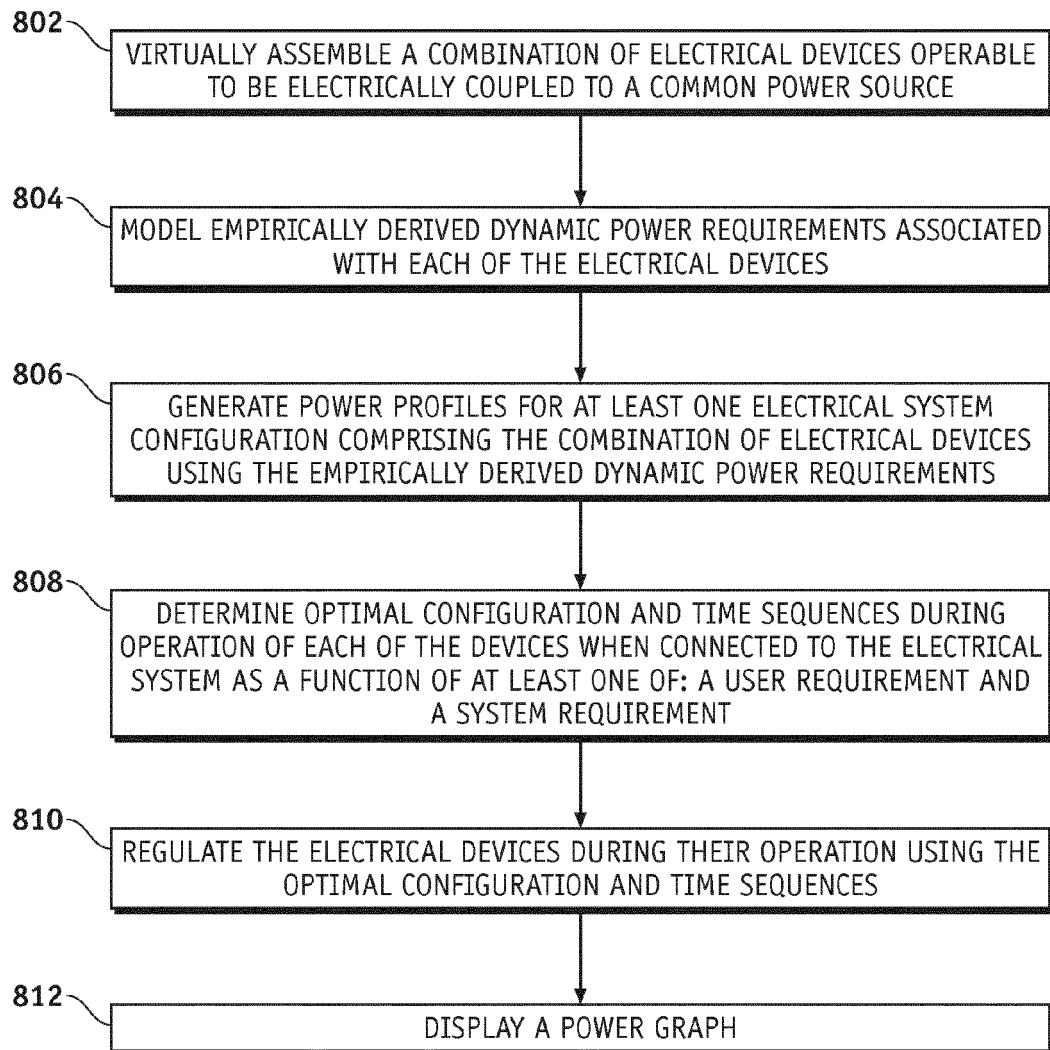 802
VIRTUALLY ASSEMBLE A COMBINATION OF ELECTRICAL DEVICES OPERABLE
TO BE ELECTRICALLY COUPLED TO A COMMON POWER SOURCE
804
MODEL EMPIRICALLY DERIVED DYNAMIC POWER REQUIREMENTS ASSOCIATED
WITH EACH OF THE ELECTRICAL DEVICES
806
GENERATE POWER PROFILES FOR AT LEAST ONE ELECTRICAL SYSTEM
CONFIGURATION COMPRISING THE COMBINATION OF ELECTRICAL DEVICES
USING THE EMPIRICALLY DERIVED DYNAMIC POWER REQUIREMENTS
808
DETERMINE OPTIMAL CONFIGURATION AND TIME SEQUENCES DURING
OPERATION OF EACH OF THE DEVICES WHEN CONNECTED TO THE ELECTRICAL
SYSTEM AS A FUNCTION OF AT LEAST ONE OF: A USER REQUIREMENT AND
A SYSTEM REQUIREMENT
810
REGULATE THE ELECTRICAL DEVICES DURING THEIR OPERATION USING THE
OPTIMAL CONFIGURATION AND TIME SEQUENCES
812
DISPLAY A POWER GRAPH